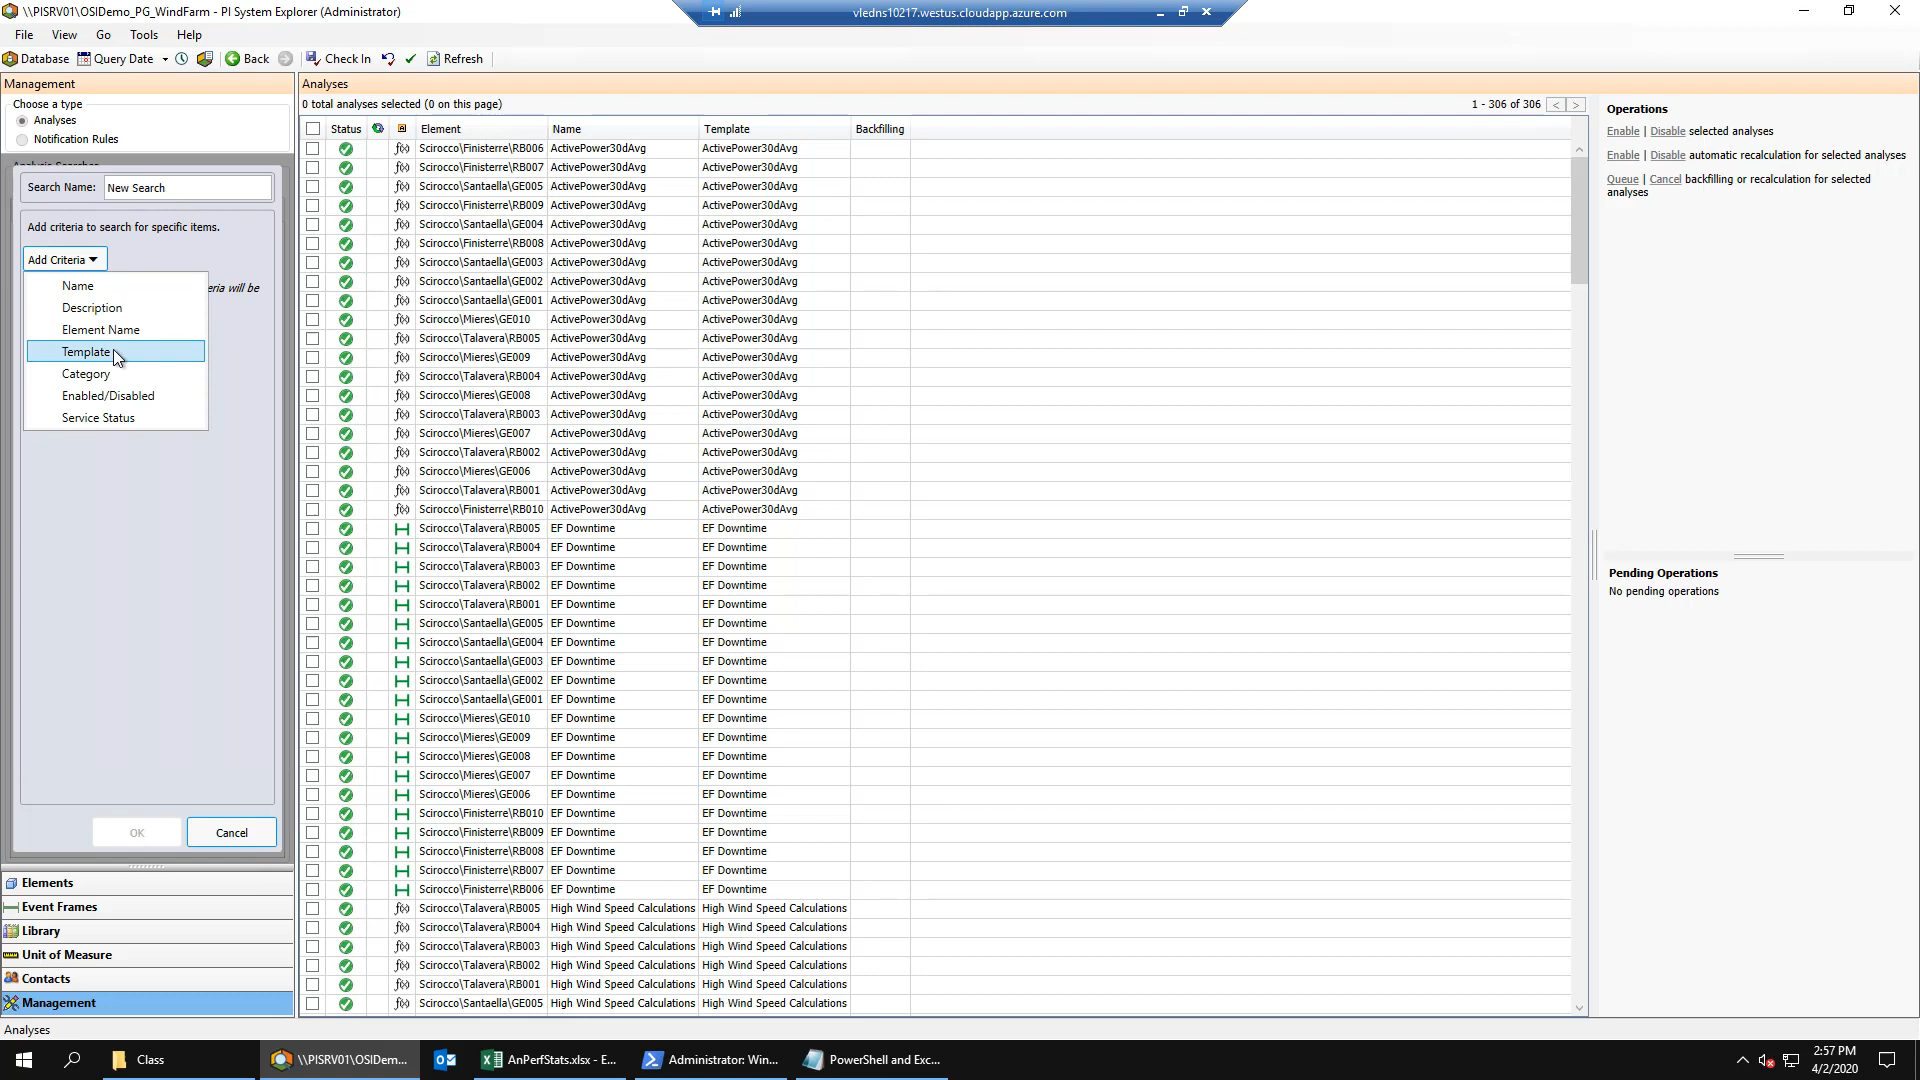 \\PISRV01\OSIDemo_PG_WindFarm - PI System Explorer (Administrator)
vledns10217.westus.cloudapp.azure.com
File View Go Tools Help
Database Query Date Back Check In Refresh
Management
Choose a type
Analyses
Notification Rules
Analysis Searches
Search Name: New Search
Add criteria to search for specific items.
Add Criteria
eria will be
Name
Description
Element Name
Template
Category
Enabled/Disabled
Service Status
OK Cancel
Elements
Event Frames
Library
Unit of Measure
Contacts
Management
Analyses
0 total analyses selected (0 on this page) 1 - 306 of 306 < >
Status Element Name Template Backfilling
f(x) Scirocco\Finisterre\RB006 ActivePower30dAvg ActivePower30dAvg
f(x) Scirocco\Finisterre\RB007 ActivePower30dAvg ActivePower30dAvg
f(x) Scirocco\Santaella\GE005 ActivePower30dAvg ActivePower30dAvg
f(x) Scirocco\Finisterre\RB009 ActivePower30dAvg ActivePower30dAvg
f(x) Scirocco\Santaella\GE004 ActivePower30dAvg ActivePower30dAvg
f(x) Scirocco\Finisterre\RB008 ActivePower30dAvg ActivePower30dAvg
f(x) Scirocco\Santaella\GE003 ActivePower30dAvg ActivePower30dAvg
f(x) Scirocco\Santaella\GE002 ActivePower30dAvg ActivePower30dAvg
f(x) Scirocco\Santaella\GE001 ActivePower30dAvg ActivePower30dAvg
f(x) Scirocco\Mieres\GE010 ActivePower30dAvg ActivePower30dAvg
f(x) Scirocco\Talavera\RB005 ActivePower30dAvg ActivePower30dAvg
f(x) Scirocco\Mieres\GE009 ActivePower30dAvg ActivePower30dAvg
f(x) Scirocco\Talavera\RB004 ActivePower30dAvg ActivePower30dAvg
f(x) Scirocco\Mieres\GE008 ActivePower30dAvg ActivePower30dAvg
f(x) Scirocco\Talavera\RB003 ActivePower30dAvg ActivePower30dAvg
f(x) Scirocco\Mieres\GE007 ActivePower30dAvg ActivePower30dAvg
f(x) Scirocco\Talavera\RB002 ActivePower30dAvg ActivePower30dAvg
f(x) Scirocco\Mieres\GE006 ActivePower30dAvg ActivePower30dAvg
f(x) Scirocco\Talavera\RB001 ActivePower30dAvg ActivePower30dAvg
f(x) Scirocco\Finisterre\RB010 ActivePower30dAvg ActivePower30dAvg
Scirocco\Talavera\RB005 EF Downtime EF Downtime
Scirocco\Talavera\RB004 EF Downtime EF Downtime
Scirocco\Talavera\RB003 EF Downtime EF Downtime
Scirocco\Talavera\RB002 EF Downtime EF Downtime
Scirocco\Talavera\RB001 EF Downtime EF Downtime
Scirocco\Santaella\GE005 EF Downtime EF Downtime
Scirocco\Santaella\GE004 EF Downtime EF Downtime
Scirocco\Santaella\GE003 EF Downtime EF Downtime
Scirocco\Santaella\GE002 EF Downtime EF Downtime
Scirocco\Santaella\GE001 EF Downtime EF Downtime
Scirocco\Mieres\GE010 EF Downtime EF Downtime
Scirocco\Mieres\GE009 EF Downtime EF Downtime
Scirocco\Mieres\GE008 EF Downtime EF Downtime
Scirocco\Mieres\GE007 EF Downtime EF Downtime
Scirocco\Mieres\GE006 EF Downtime EF Downtime
Scirocco\Finisterre\RB010 EF Downtime EF Downtime
Scirocco\Finisterre\RB009 EF Downtime EF Downtime
Scirocco\Finisterre\RB008 EF Downtime EF Downtime
Scirocco\Finisterre\RB007 EF Downtime EF Downtime
Scirocco\Finisterre\RB006 EF Downtime EF Downtime
f(x) Scirocco\Talavera\RB005 High Wind Speed Calculations High Wind Speed Calculations
f(x) Scirocco\Talavera\RB004 High Wind Speed Calculations High Wind Speed Calculations
f(x) Scirocco\Talavera\RB003 High Wind Speed Calculations High Wind Speed Calculations
f(x) Scirocco\Talavera\RB002 High Wind Speed Calculations High Wind Speed Calculations
f(x) Scirocco\Talavera\RB001 High Wind Speed Calculations High Wind Speed Calculations
f(x) Scirocco\Santaella\GE005 High Wind Speed Calculations High Wind Speed Calculations
Operations
Enable | Disable selected analyses
Enable | Disable automatic recalculation for selected analyses
Queue | Cancel backfilling or recalculation for selected
analyses
Pending Operations
No pending operations
Analyses
Class \\PISRV01\OSIDem... AnPerfStats.xlsx - E... Administrator: Win... PowerShell and Exc...
2:57 PM
4/2/2020